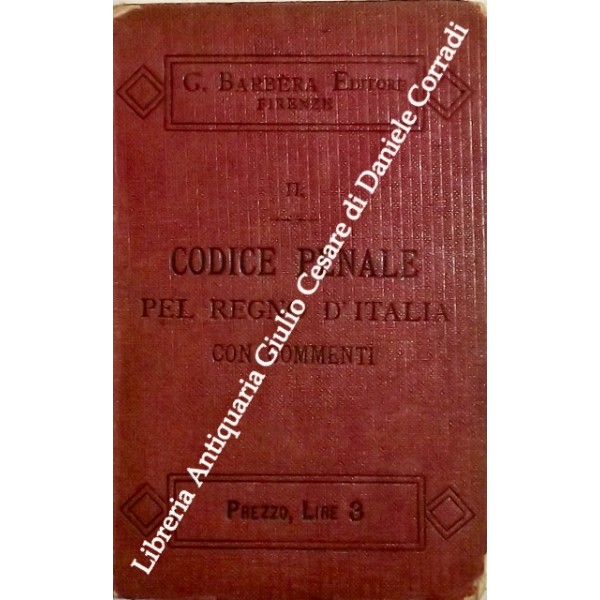 G. BARBÈRA EDITORE
FIRENZE
IL
CODICE PENALE
PEL REGNO D'ITALIA
CON COMMENTI
PREZZO, LIRE 3
Libreria Antiquaria Giulio Cesare di Daniele Corradi